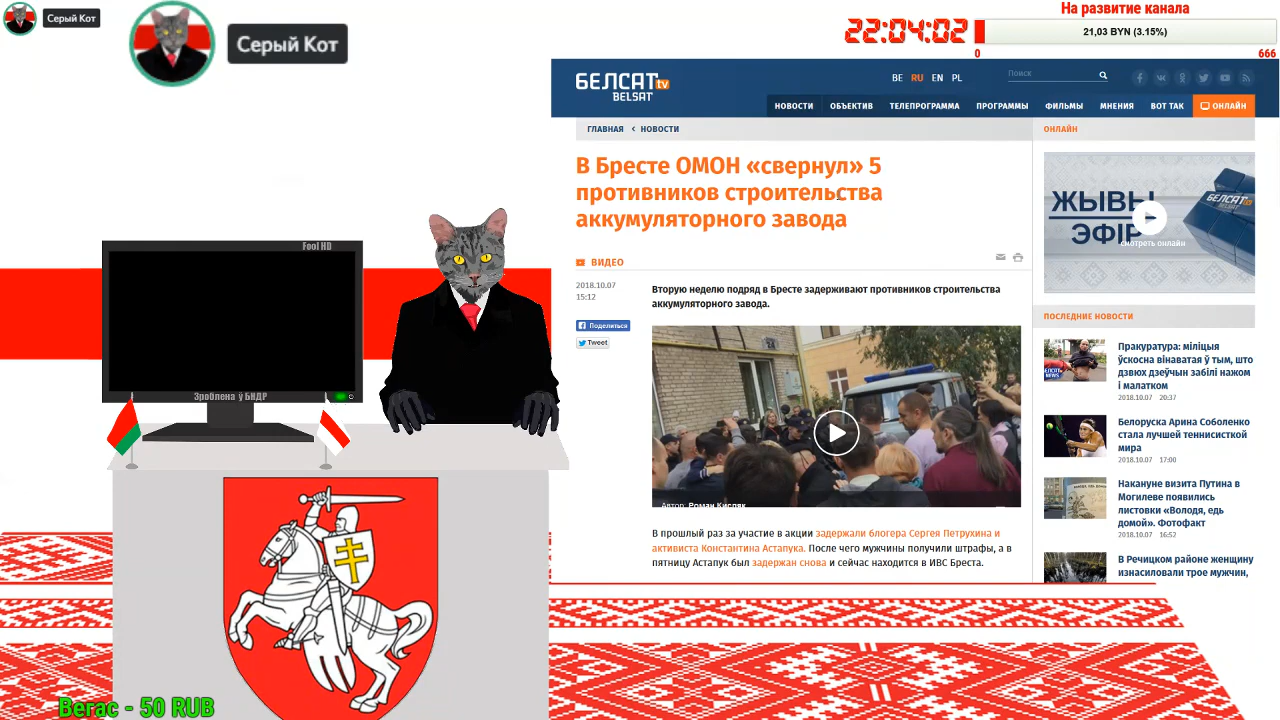 Серый Кот
Серый Кот
22:04:02
На развитие канала
21,03 BYN (3.15%)
0
666
БЕЛСАТ tv
BELSAT
BE RU EN PL
Поиск
НОВОСТИ ОБЪЕКТИВ ТЕЛЕПРОГРАММА ПРОГРАММЫ ФИЛЬМЫ МНЕНИЯ ВОТ ТАК ОНЛАЙН
ГЛАВНАЯ < НОВОСТИ
В Бресте ОМОН «свернул» 5
противников строительства
аккумуляторного завода
ВИДЕО
2018.10.07
15:12
Поделиться
Tweet
Вторую неделю подряд в Бресте задерживают противников строительства
аккумуляторного завода.
Автор: Роман Кисляк
В прошлый раз за участие в акции задержали блогера Сергея Петрухина и
активиста Константина Астапука. После чего мужчины получили штрафы, а в
пятницу Астапук был задержан снова и сейчас находится в ИВС Бреста.
ОНЛАЙН
ЖЫВЫ
ЭФІР
смотреть онлайн
БЕЛСАТ
BELSAT
ПОСЛЕДНИЕ НОВОСТИ
Пракуратура: міліцыя
ўскосна вінаватая ў тым, што
дзвюх дзеўчын забілі нажом
і малатком
2018.10.07 20:37
БЕЛСАТ
NEWS
Белоруска Арина Соболенко
стала лучшей теннисисткой
мира
2018.10.07 17:00
Накануне визита Путина в
Могилеве появились
листовки «Володя, едь
домой». Фотофакт
2018.10.07 16:52
В Речицком районе женщину
изнасиловали трое мужчин,
Fool HD
Зроблена ў БНДР
Вегас - 50 RUB